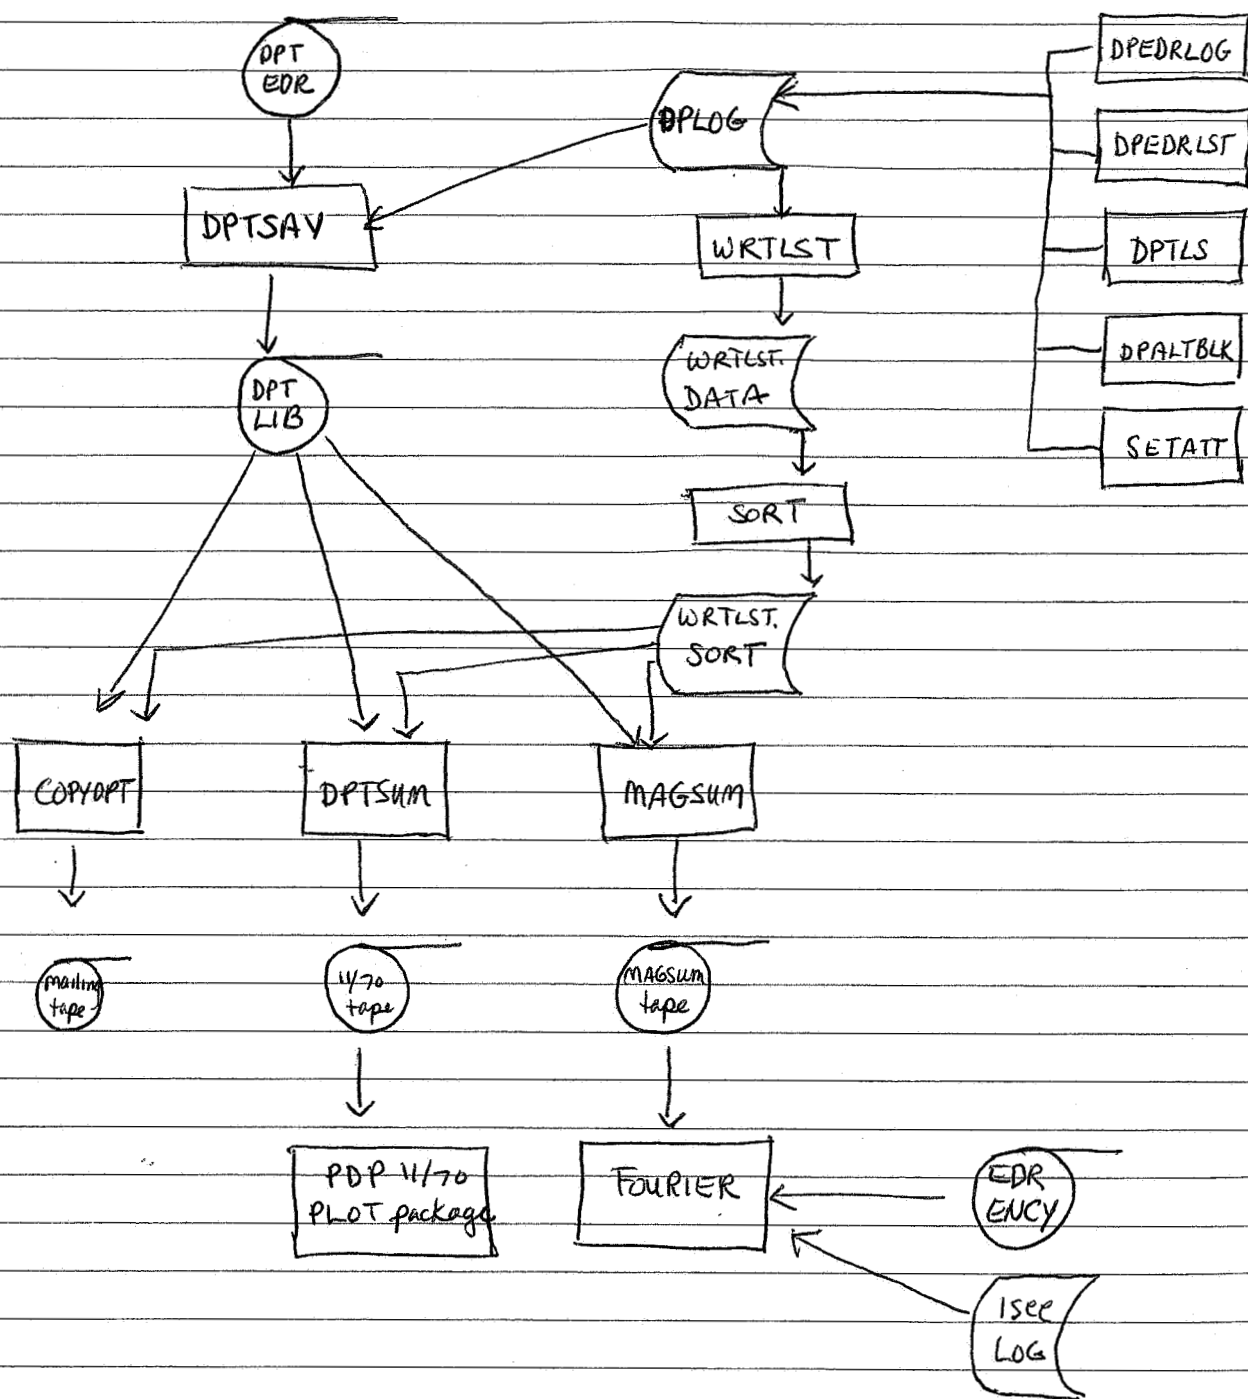 DPT
EDR
DPLOG
DPEDRLOG
DPEDRLST
DPTSAV
WRTLST
DPTLS
DPALTBLK
WRTLST.
DATA
DPT
LIB
SETATT
SORT
WRTLST.
SORT
COPYDPT
DPTSUM
MAGSUM
mailing
tape
11/70
tape
MAGSUM
tape
PDP 11/70
PLOT package
FOURIER
EDR
ENCY
Isee
LOG